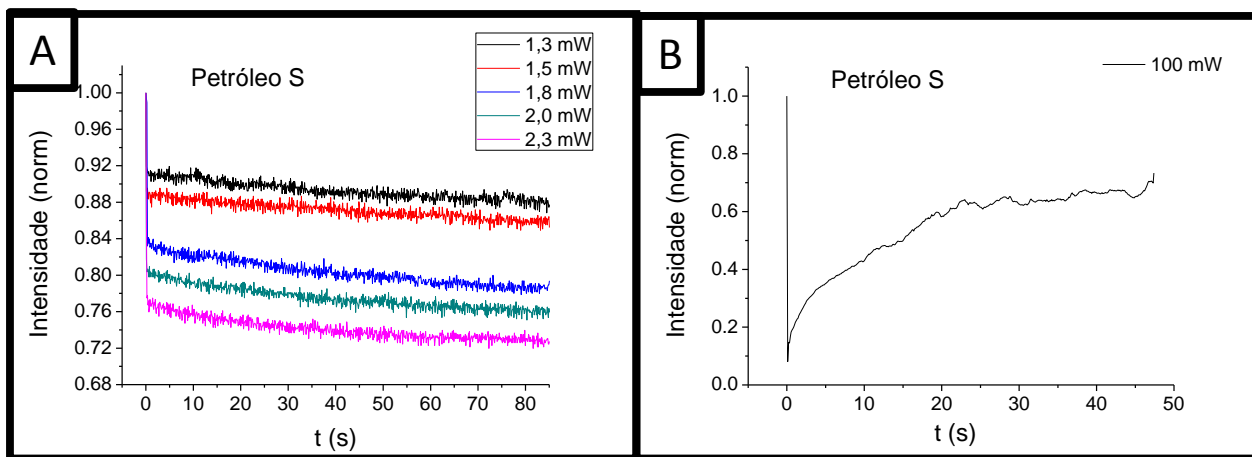 A
Petróleo S
1,3 mW
1,5 mW
1,8 mW
2,0 mW
2,3 mW
Intensidade (norm)
1.00
0.96
0.92
0.88
0.84
0.80
0.76
0.72
0.68
0 10 20 30 40 50 60 70 80
t (s)
B
Petróleo S
100 mW
Intensidade (norm)
1.0
0.8
0.6
0.4
0.2
0.0
0 10 20 30 40 50
t (s)